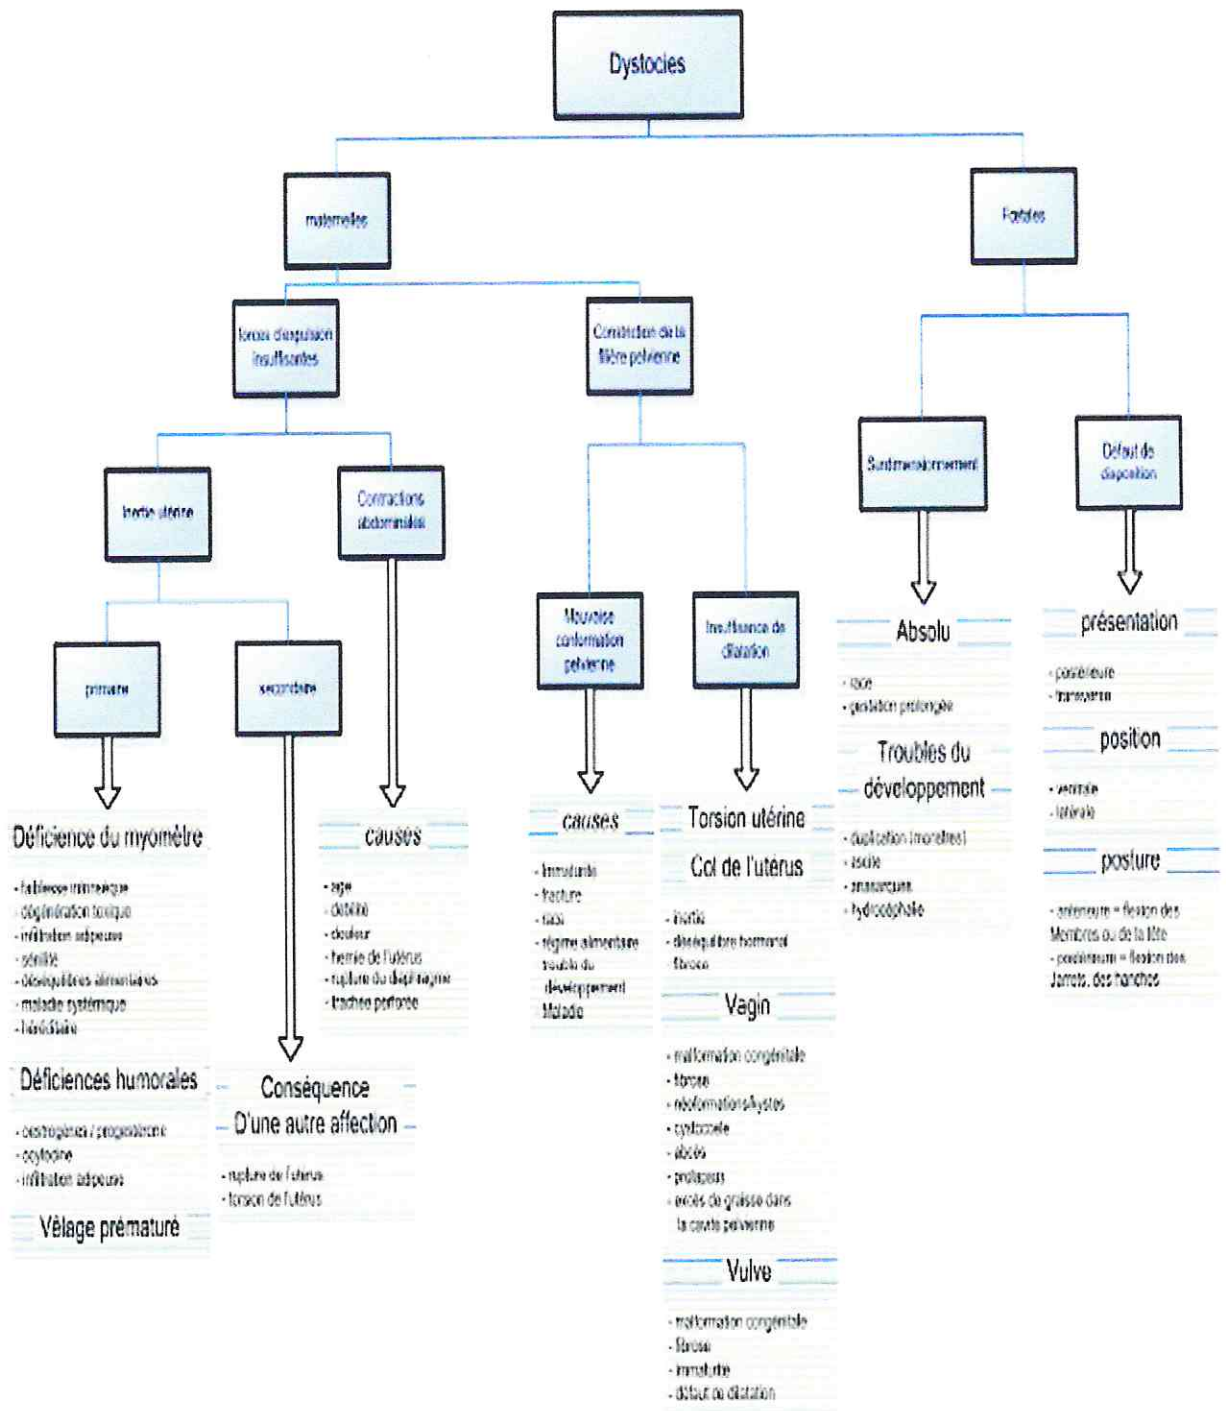 Dystocies
maternelles
Fœtales
forces d'expulsion
insuffisantes
Constriction de la
filière pelvienne
Inertie utérine
Contractions
abdominales
Surdimensionnement
Défaut de
disposition
primaire
secondaire
Mauvaise
conformation
pelvienne
Insuffisance de
dilatation
Déficience du myomètre
- faiblesse intrinsèque
- dégénération toxique
- infiltration adipeuse
- sénilité
- déséquilibres alimentaires
- maladie systémique
- héréditaire
Déficiences humorales
- oestrogènes / progestérone
- ocytocine
- infiltration adipeuse
Vêlage prématuré
Conséquence
D'une autre affection
- rupture de l'utérus
- torsion de l'utérus
causes
- age
- débilité
- douleur
- hernie de l'utérus
- rupture du diaphragme
- trachée perforée
causes
- Immaturité
- fracture
- race
- régime alimentaire
trouble du
développement
Maladie
Torsion utérine
Col de l'utérus
- inertie
- déséquilibre hormonal
- fibrose
Vagin
- malformation congénitale
- fibrose
- néoformations/kystes
- cystocèle
- abcès
- prolapsus
- excès de graisse dans
la cavité pelvienne
Vulve
- malformation congénitale
- fibrose
- immaturité
- défaut de dilatation
Absolu
- race
- gestation prolongée
Troubles du
développement
- duplication (monstres)
- ascite
- anasarques
- hydrocéphalie
présentation
- postérieure
- transverse
position
- ventrale
- latérale
posture
- antérieure = flexion des
Membres ou de la tête
- postérieure = flexion des
Jarrets, des hanches